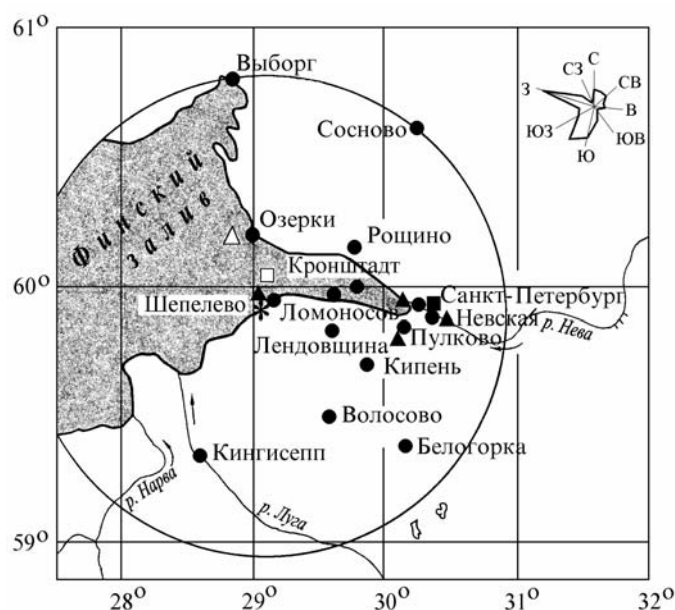 61°
Выборг
С
СЗ
СВ
З
В
ЮЗ
ЮВ
Ю
Сосново
Финский
залив
Озерки
Рощино
60°
Кронштадт
Санкт-Петербург
Шепелево
Ломоносов
Невская
р. Нева
Лендовщина
Пулково
Кипень
Волосово
Белогорка
Кингисепп
р. Нарва
р. Луга
59°
28°
29°
30°
31°
32°